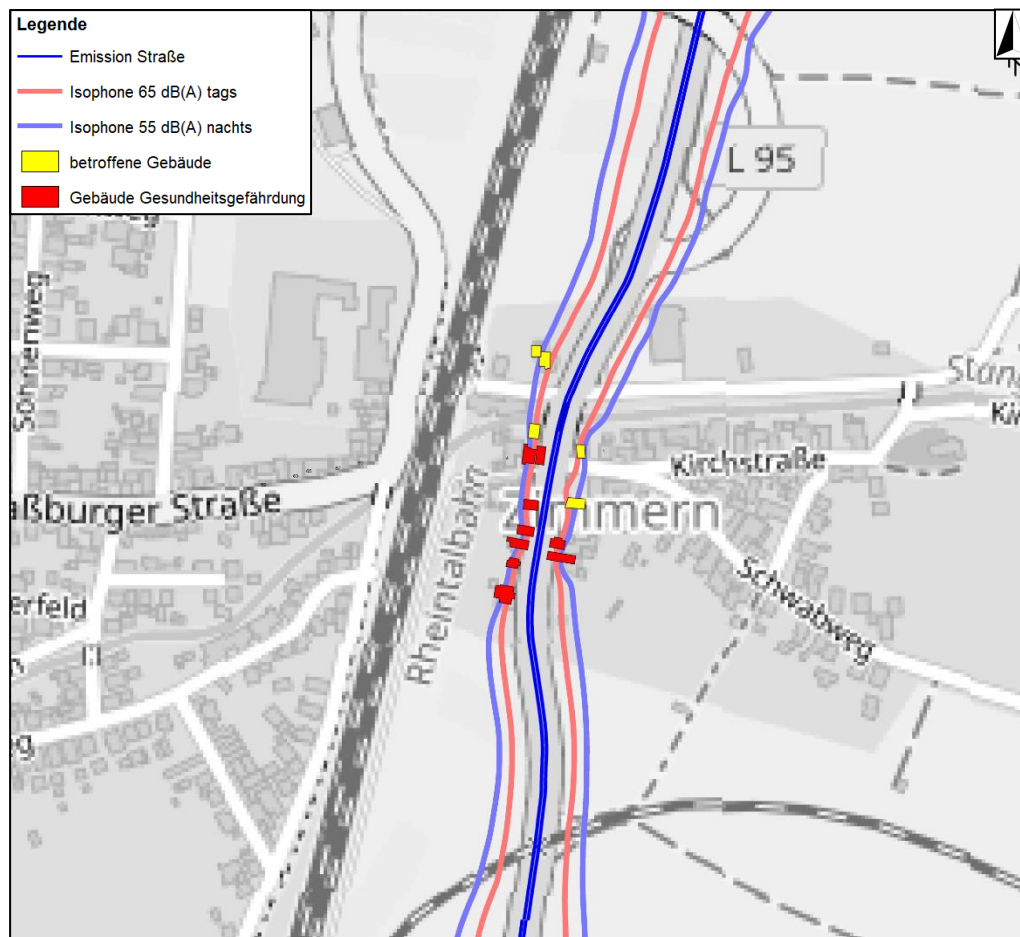 Legende
Emission Straße
Isophone 65 dB(A) tags
Isophone 55 dB(A) nachts
betroffene Gebäude
Gebäude Gesundheitsgefährdung
N
L 95
Söhnenweg
Kirchstraße
aßburger Straße
Zimmern
Rheintalbahn
Schwabweg
erfeld